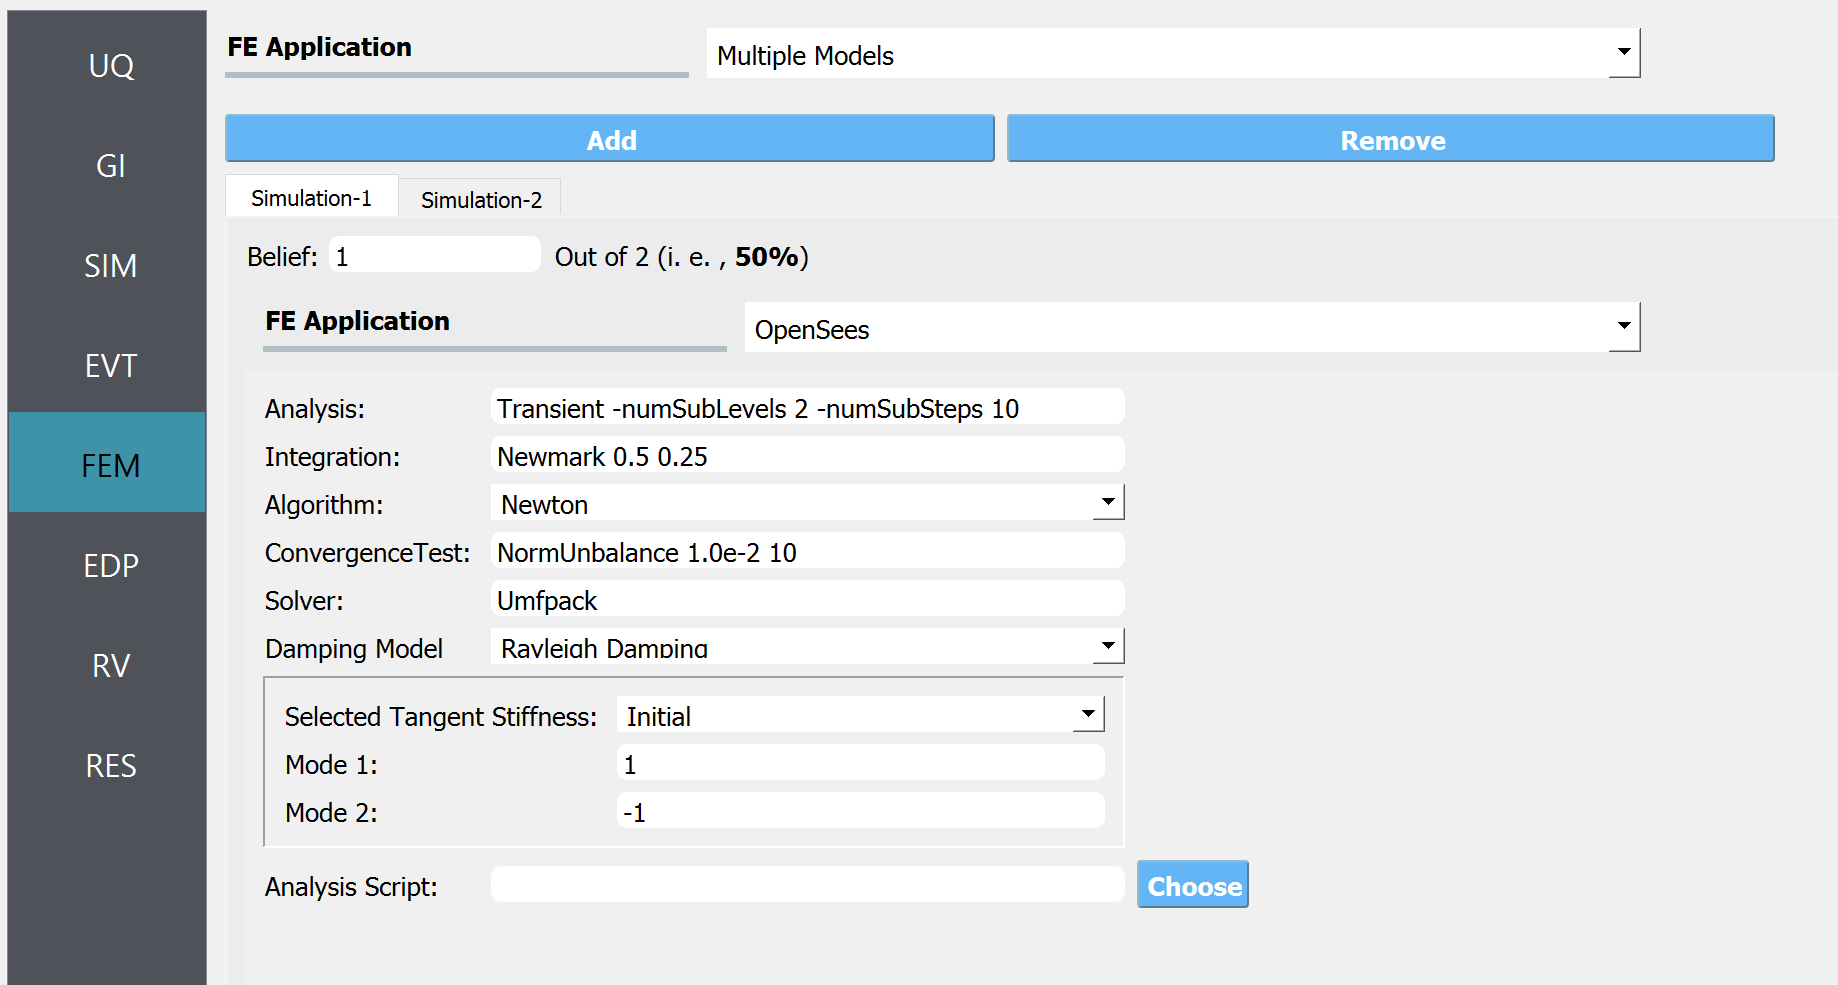 UQ
GI
SIM
EVT
FEM
EDP
RV
RES
FE Application
Multiple Models
Add
Remove
Simulation-1
Simulation-2
Belief: 1 Out of 2 (i. e. , 50%)
FE Application
OpenSees
Analysis: Transient -numSubLevels 2 -numSubSteps 10
Integration: Newmark 0.5 0.25
Algorithm: Newton
ConvergenceTest: NormUnbalance 1.0e-2 10
Solver: Umfpack
Damping Model Rayleigh Damping
Selected Tangent Stiffness: Initial
Mode 1: 1
Mode 2: -1
Analysis Script:
Choose